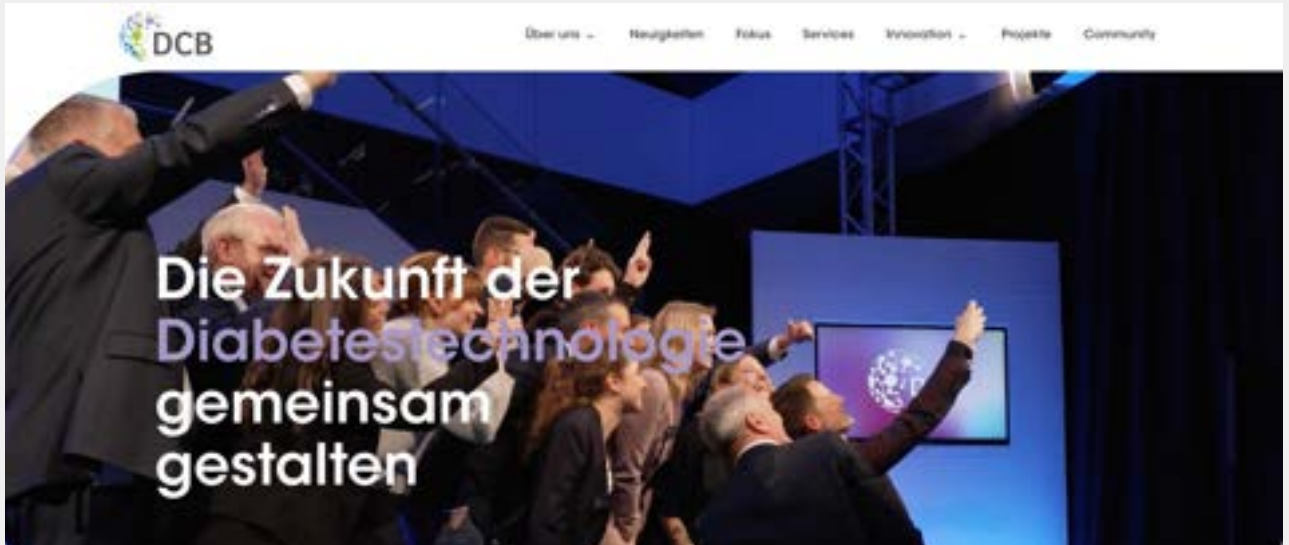 DCB
Über uns
Neuigkeiten
Fokus
Services
Innovation
Projekte
Community
Die Zukunft der
Diabetestechnologie
gemeinsam
gestalten